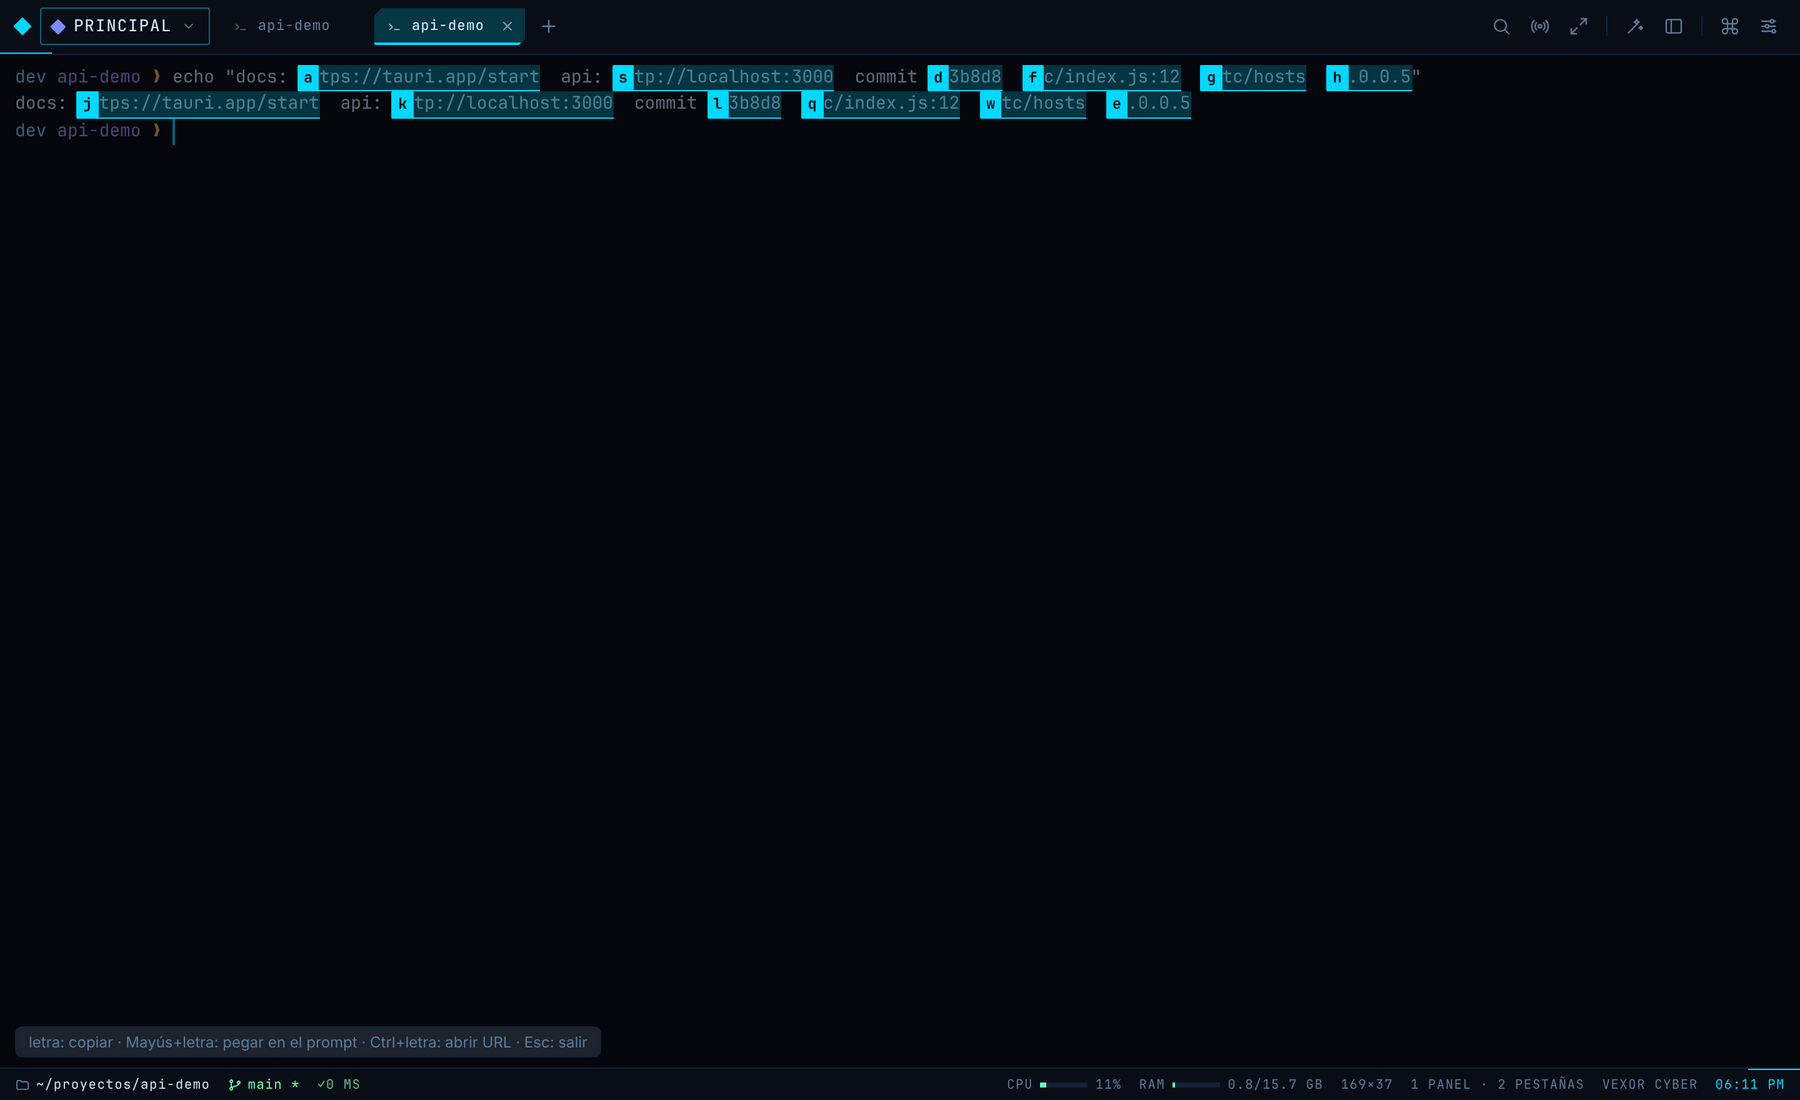 PRINCIPAL api-demo api-demo
dev api-demo ❯ echo "docs: a tps://tauri.app/start api: s tp://localhost:3000 commit d 3b8d8 f c/index.js:12 g tc/hosts h .0.0.5"
docs: j tps://tauri.app/start api: k tp://localhost:3000 commit l 3b8d8 q c/index.js:12 w tc/hosts e .0.0.5
dev api-demo ❯
letra: copiar · Mayús+letra: pegar en el prompt · Ctrl+letra: abrir URL · Esc: salir
~/proyectos/api-demo main * ✓0 MS CPU 11% RAM 0.8/15.7 GB 169×37 1 PANEL · 2 PESTAÑAS VEXOR CYBER 06:11 PM